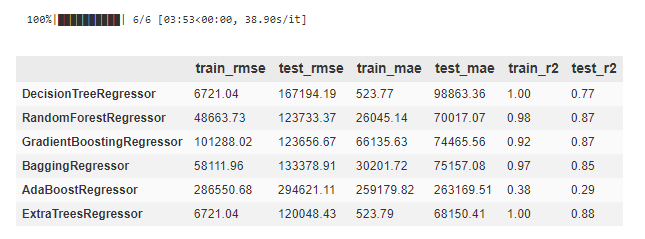 100%|██████████| 6/6 [03:53<00:00, 38.90s/it]
train_rmse test_rmse train_mae test_mae train_r2 test_r2
DecisionTreeRegressor 6721.04 167194.19 523.77 98863.36 1.00 0.77
RandomForestRegressor 48663.73 123733.37 26045.14 70017.07 0.98 0.87
GradientBoostingRegressor 101288.02 123656.67 66135.63 74465.56 0.92 0.87
BaggingRegressor 58111.96 133378.91 30201.72 75157.08 0.97 0.85
AdaBoostRegressor 286550.68 294621.11 259179.82 263169.51 0.38 0.29
ExtraTreesRegressor 6721.04 120048.43 523.79 68150.41 1.00 0.88